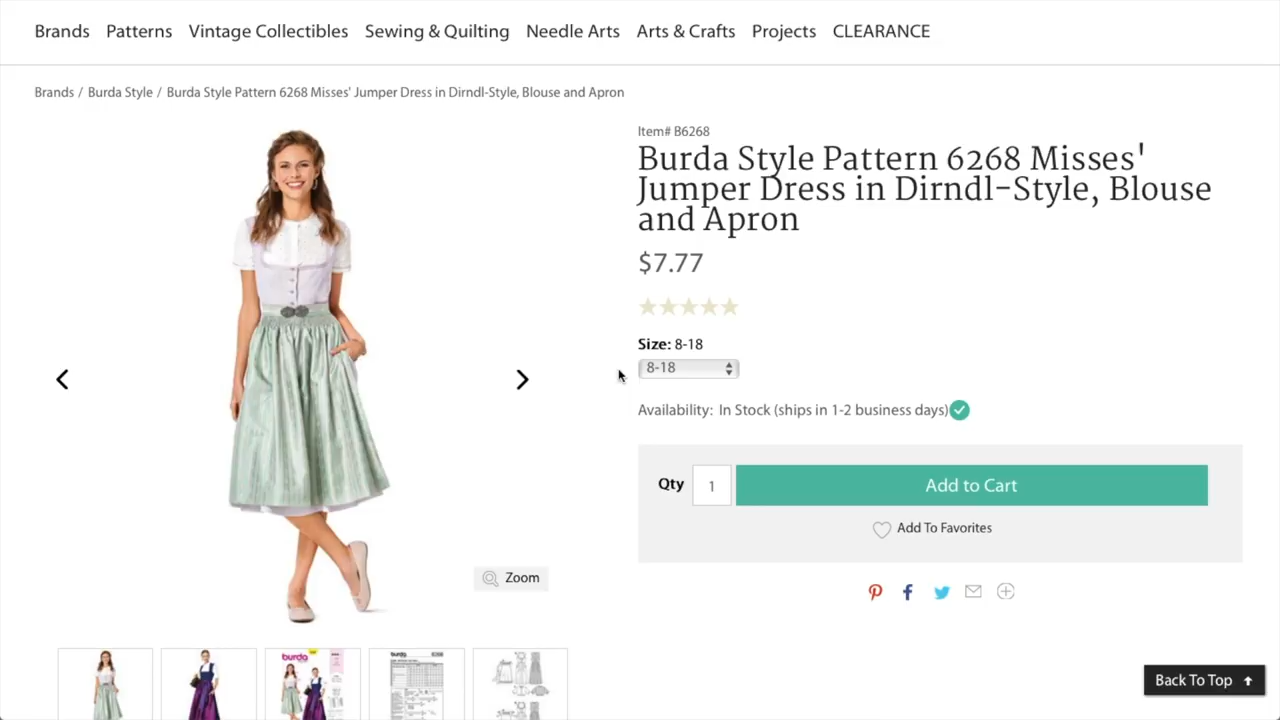 Brands Patterns Vintage Collectibles Sewing & Quilting Needle Arts Arts & Crafts Projects CLEARANCE
Brands / Burda Style / Burda Style Pattern 6268 Misses' Jumper Dress in Dirndl-Style, Blouse and Apron
Item# B6268
Burda Style Pattern 6268 Misses'
Jumper Dress in Dirndl-Style, Blouse
and Apron
$7.77
Size: 8-18
8-18
Availability: In Stock (ships in 1-2 business days)
Qty 1 Add to Cart
Add To Favorites
Zoom
burda
burda
Back To Top